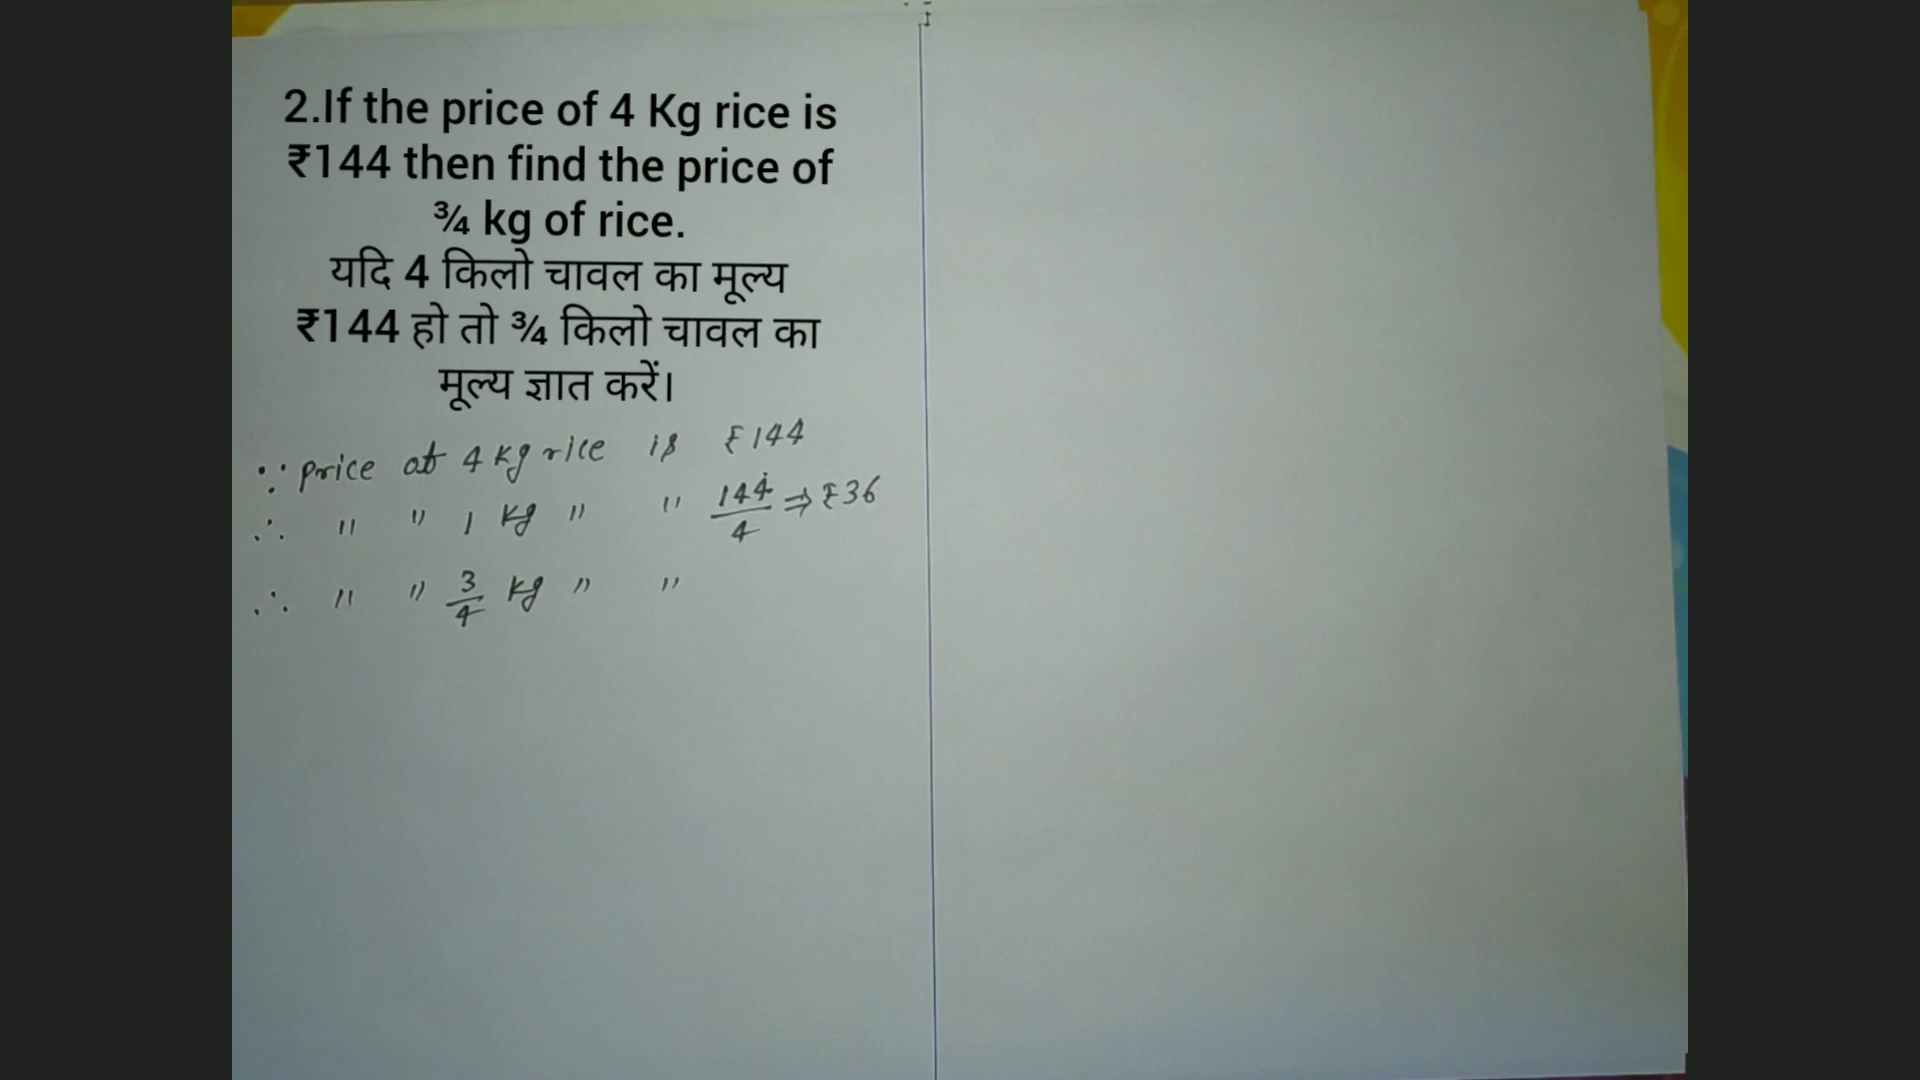 2.If the price of 4 Kg rice is
₹144 then find the price of
¾ kg of rice.
यदि 4 किलो चावल का मूल्य
₹144 हो तो ¾ किलो चावल का
मूल्य ज्ञात करें।
∵ price of 4 kg rice is ₹144
∴ " " 1 kg " " 144/4 ⇒ ₹36
∴ " " 3/4 kg " "